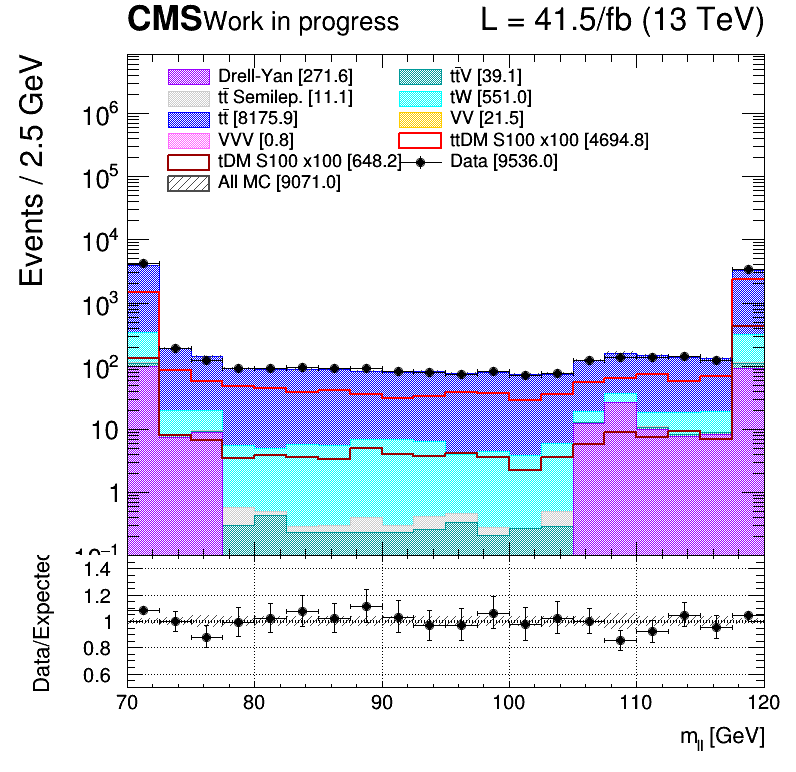 CMS Work in progress L = 41.5/fb (13 TeV)
Events / 2.5 GeV
Drell-Yan [271.6] tt̄V [39.1]
tt̄ Semilep. [11.1] tW [551.0]
tt̄ [8175.9] VV [21.5]
VVV [0.8] ttDM S100 x100 [4694.8]
tDM S100 x100 [648.2] Data [9536.0]
All MC [9071.0]
10⁶
10⁵
10⁴
10³
10²
10
1
10⁻¹
Data/Expected
1.4
1.2
1
0.8
0.6
70 80 90 100 110 120
m_ll [GeV]